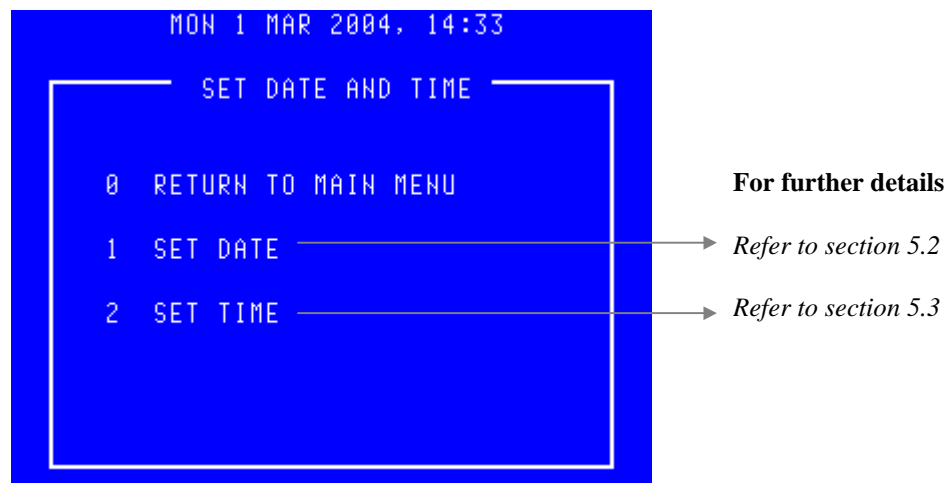 MON 1 MAR 2004, 14:33
SET DATE AND TIME
0 RETURN TO MAIN MENU
For further details
1 SET DATE
Refer to section 5.2
2 SET TIME
Refer to section 5.3